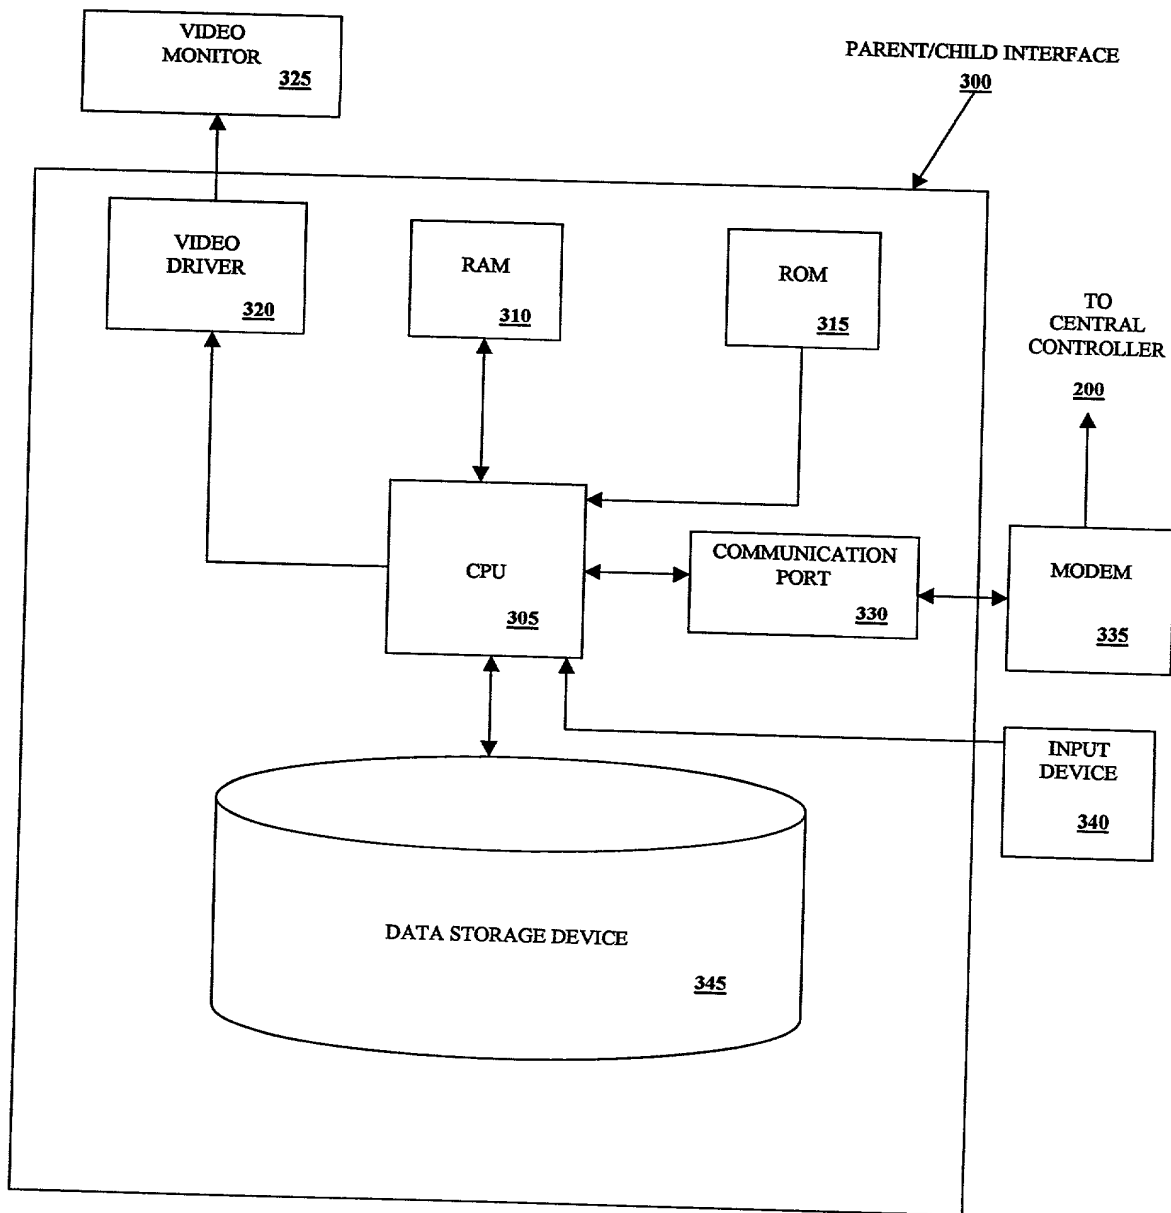 VIDEO
MONITOR
325
PARENT/CHILD INTERFACE
300
VIDEO
DRIVER
320
RAM
310
ROM
315
TO
CENTRAL
CONTROLLER
200
CPU
305
COMMUNICATION
PORT
330
MODEM
335
INPUT
DEVICE
340
DATA STORAGE DEVICE
345